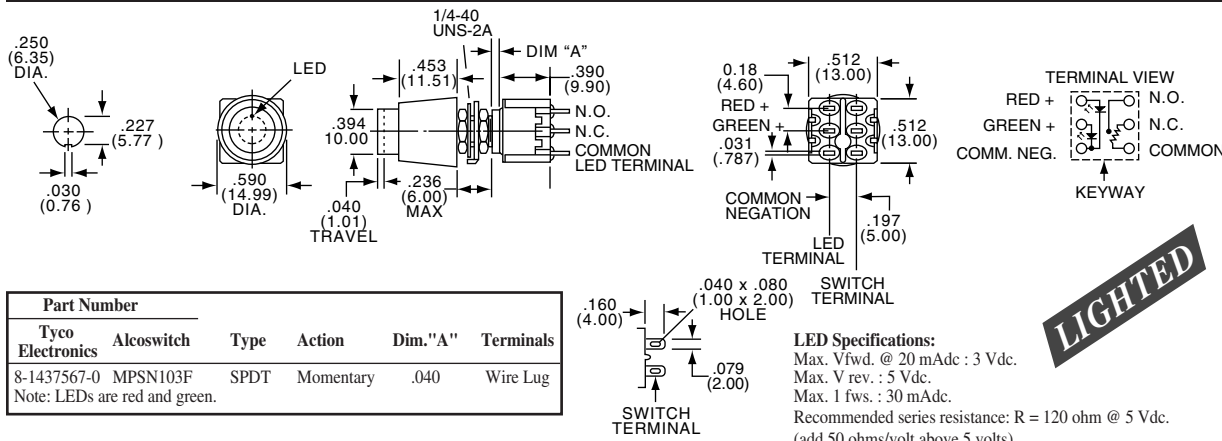 .250
(6.35)
DIA.
.227
(5.77 )
.030
(0.76 )
LED
.590
(14.99)
DIA.
1/4-40
UNS-2A
DIM “A”
.453
(11.51)
.390
(9.90)
.394
10.00
N.O.
N.C.
COMMON
LED TERMINAL
.236
(6.00)
MAX
.040
(1.01)
TRAVEL
.512
(13.00)
0.18
(4.60)
RED +
GREEN +
.031
(.787)
.512
(13.00)
COMMON
NEGATION
.197
(5.00)
LED
TERMINAL
SWITCH
TERMINAL
TERMINAL VIEW
RED +
N.O.
GREEN +
N.C.
COMM. NEG.
COMMON
KEYWAY
LIGHTED
Part Number
Tyco Electronics Alcoswitch Type Action Dim."A" Terminals
8-1437567-0 MPSN103F SPDT Momentary .040 Wire Lug
Note: LEDs are red and green.
.160
(4.00)
.040 x .080
(1.00 x 2.00)
HOLE
.079
(2.00)
SWITCH
TERMINAL
LED Specifications:
Max. Vfwd. @ 20 mAdc : 3 Vdc.
Max. V rev. : 5 Vdc.
Max. 1 fws. : 30 mAdc.
Recommended series resistance: R = 120 ohm @ 5 Vdc.
(add 50 ohms/volt above 5 volts)